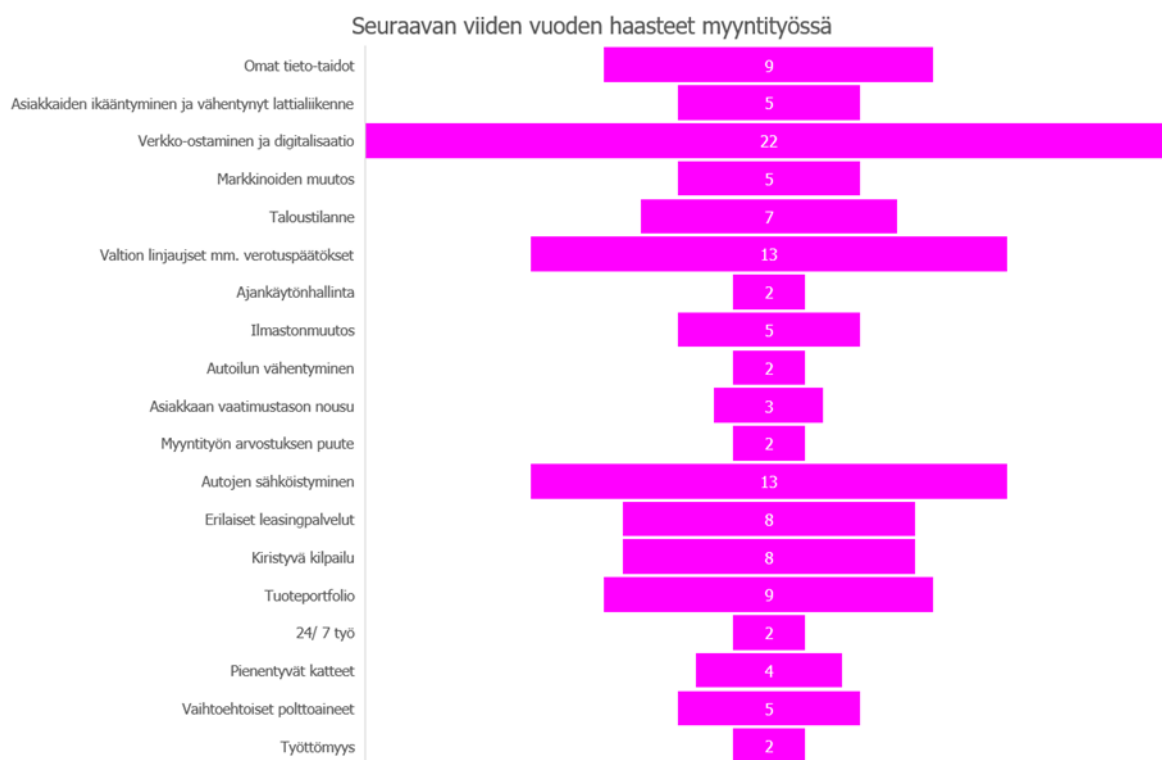 Seuraavan viiden vuoden haasteet myyntityössä
Omat tieto-taidot 9
Asiakkaiden ikääntyminen ja vähentynyt lattialiikenne 5
Verkko-ostaminen ja digitalisaatio 22
Markkinoiden muutos 5
Taloustilanne 7
Valtion linjaujset mm. verotuspäätökset 13
Ajankäytönhallinta 2
Ilmastonmuutos 5
Autoilun vähentyminen 2
Asiakkaan vaatimustason nousu 3
Myyntityön arvostuksen puute 2
Autojen sähköistyminen 13
Erilaiset leasingpalvelut 8
Kiristyvä kilpailu 8
Tuoteportfolio 9
24/ 7 työ 2
Pienentyvät katteet 4
Vaihtoehtoiset polttoaineet 5
Työttömyys 2